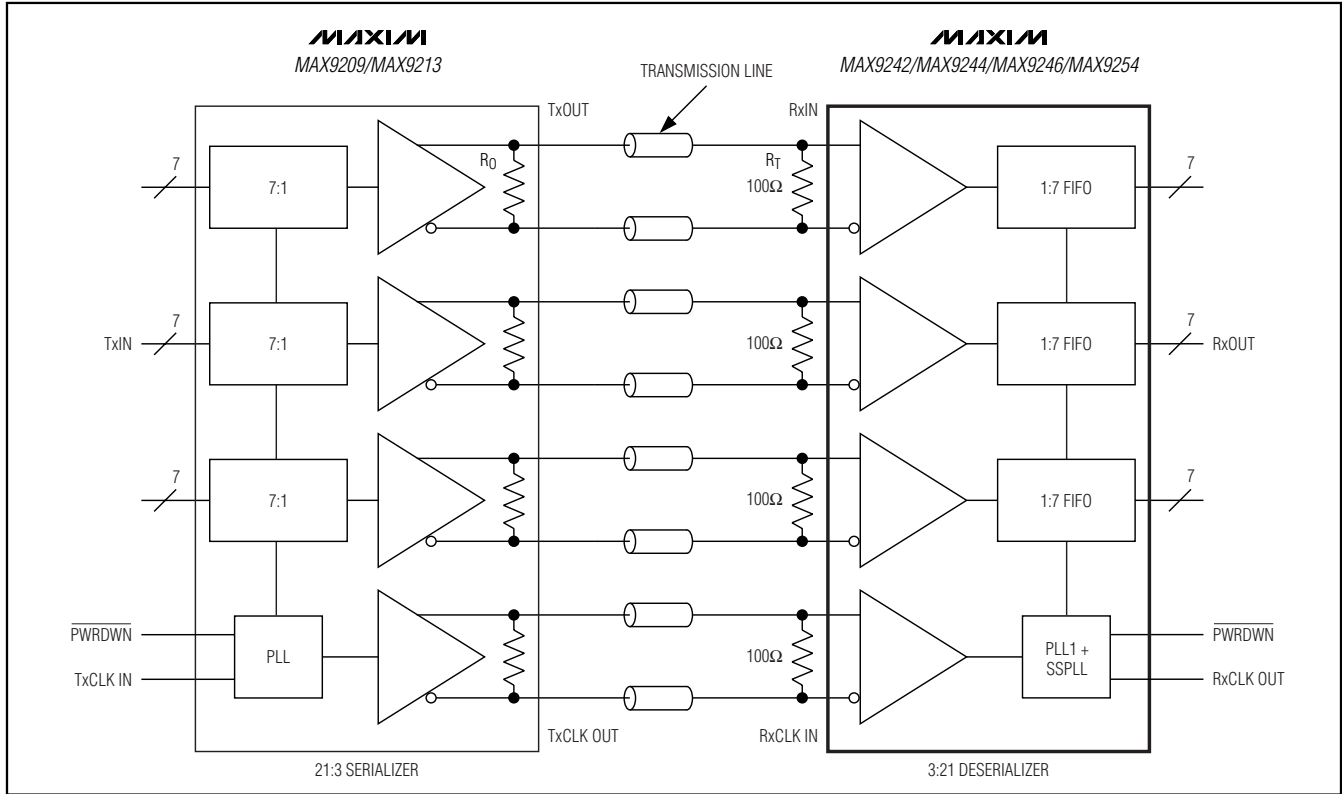 MAXIM
MAX9209/MAX9213
MAXIM
MAX9242/MAX9244/MAX9246/MAX9254
TRANSMISSION LINE
TxOUT
RxIN
7
7:1
RO
RT
100Ω
1:7 FIFO
7
TxIN
7
7:1
100Ω
1:7 FIFO
7
RxOUT
7
7:1
100Ω
1:7 FIFO
7
PWRDWN
TxCLK IN
PLL
100Ω
PLL1 +
SSPLL
PWRDWN
RxCLK OUT
TxCLK OUT
RxCLK IN
21:3 SERIALIZER
3:21 DESERIALIZER